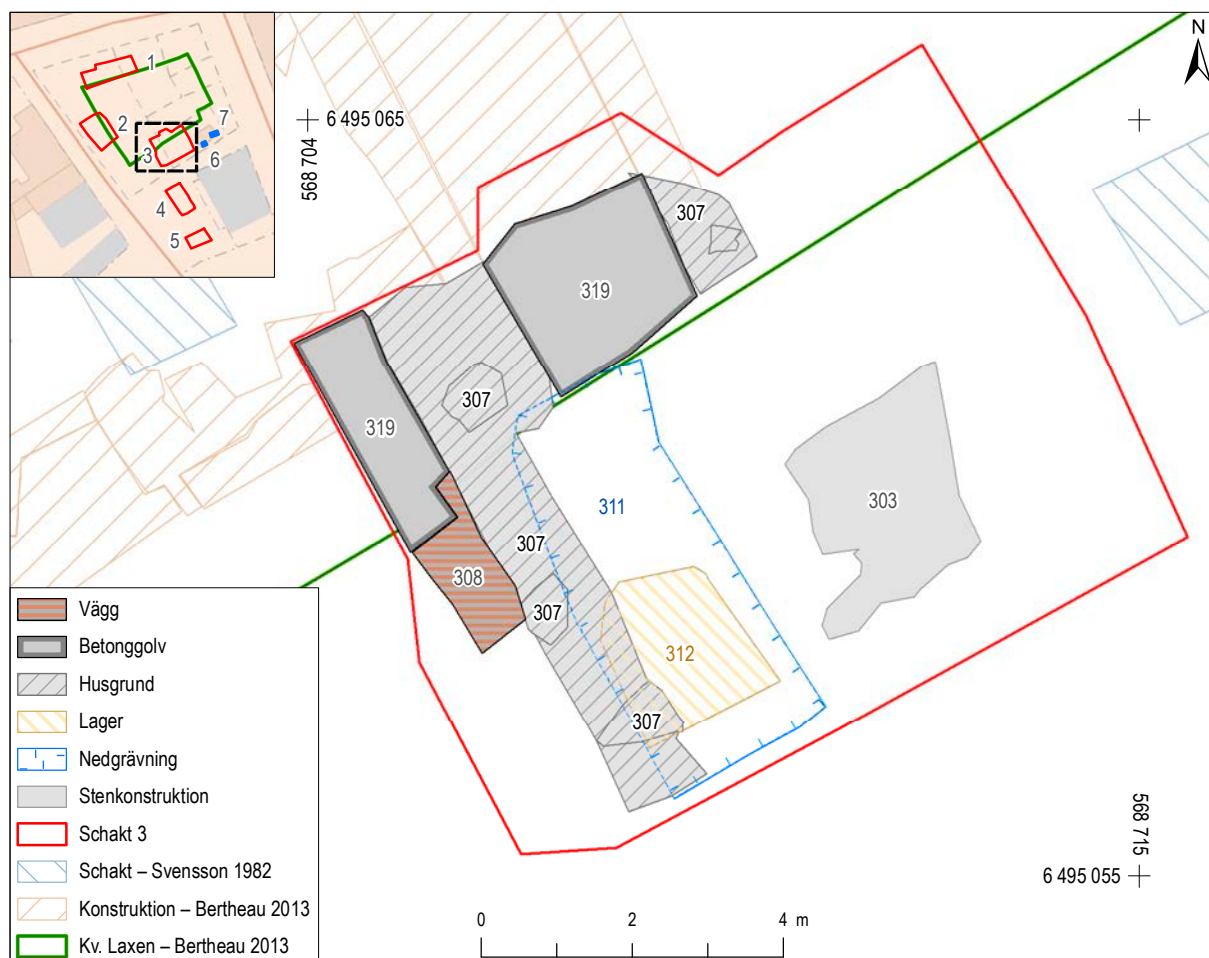 1
2
3
4
5
6
7
N
6 495 065
568 704
307
319
307
319
311
303
307
308
307
312
307
568 715
6 495 055
Vägg
Betonggolv
Husgrund
Lager
Nedgrävning
Stenkonstruktion
Schakt 3
Schakt – Svensson 1982
Konstruktion – Bertheau 2013
Kv. Laxen – Bertheau 2013
0 2 4 m